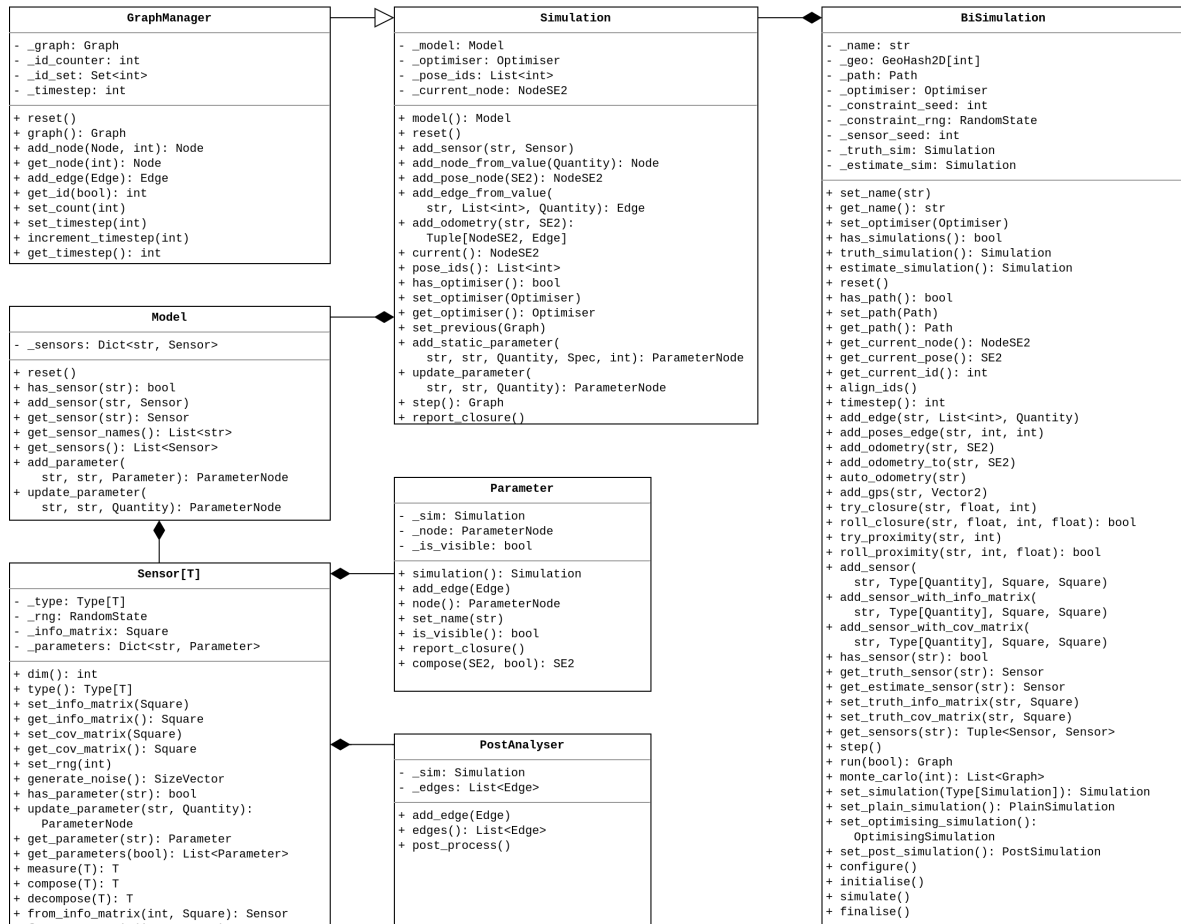 GraphManager
- _graph: Graph
- _id_counter: int
- _id_set: Set<int>
- _timestep: int
+ reset()
+ graph(): Graph
+ add_node(Node, int): Node
+ get_node(int): Node
+ add_edge(Edge): Edge
+ get_id(bool): int
+ set_count(int)
+ set_timestep(int)
+ increment_timestep(int)
+ get_timestep(): int
Model
- _sensors: Dict<str, Sensor>
+ reset()
+ has_sensor(str): bool
+ add_sensor(str, Sensor)
+ get_sensor(str): Sensor
+ get_sensor_names(): List<str>
+ get_sensors(): List<Sensor>
+ add_parameter(
str, str, Parameter): ParameterNode
+ update_parameter(
str, str, Quantity): ParameterNode
Sensor[T]
- _type: Type[T]
- _rng: RandomState
- _info_matrix: Square
- _parameters: Dict<str, Parameter>
+ dim(): int
+ type(): Type[T]
+ set_info_matrix(Square)
+ get_info_matrix(): Square
+ set_cov_matrix(Square)
+ get_cov_matrix(): Square
+ set_rng(int)
+ generate_noise(): SizeVector
+ has_parameter(str): bool
+ update_parameter(str, Quantity):
ParameterNode
+ get_parameter(str): Parameter
+ get_parameters(bool): List<Parameter>
+ measure(T): T
+ compose(T): T
+ decompose(T): T
+ from_info_matrix(int, Square): Sensor
Simulation
- _model: Model
- _optimiser: Optimiser
- _pose_ids: List<int>
- _current_node: NodeSE2
+ model(): Model
+ reset()
+ add_sensor(str, Sensor)
+ add_node_from_value(Quantity): Node
+ add_pose_node(SE2): NodeSE2
+ add_edge_from_value(
str, List<int>, Quantity): Edge
+ add_odometry(str, SE2):
Tuple[NodeSE2, Edge]
+ current(): NodeSE2
+ pose_ids(): List<int>
+ has_optimiser(): bool
+ set_optimiser(Optimiser)
+ get_optimiser(): Optimiser
+ set_previous(Graph)
+ add_static_parameter(
str, str, Quantity, Spec, int): ParameterNode
+ update_parameter(
str, str, Quantity): ParameterNode
+ step(): Graph
+ report_closure()
Parameter
- _sim: Simulation
- _node: ParameterNode
- _is_visible: bool
+ simulation(): Simulation
+ add_edge(Edge)
+ node(): ParameterNode
+ set_name(str)
+ is_visible(): bool
+ report_closure()
+ compose(SE2, bool): SE2
PostAnalyser
- _sim: Simulation
- _edges: List<Edge>
+ add_edge(Edge)
+ edges(): List<Edge>
+ post_process()
BiSimulation
- _name: str
- _geo: GeoHash2D[int]
- _path: Path
- _optimiser: Optimiser
- _constraint_seed: int
- _constraint_rng: RandomState
- _sensor_seed: int
- _truth_sim: Simulation
- _estimate_sim: Simulation
+ set_name(str)
+ get_name(): str
+ set_optimiser(Optimiser)
+ has_simulations(): bool
+ truth_simulation(): Simulation
+ estimate_simulation(): Simulation
+ reset()
+ has_path(): bool
+ set_path(Path)
+ get_path(): Path
+ get_current_node(): NodeSE2
+ get_current_pose(): SE2
+ get_current_id(): int
+ align_ids()
+ timestep(): int
+ add_edge(str, List<int>, Quantity)
+ add_poses_edge(str, int, int)
+ add_odometry(str, SE2)
+ add_odometry_to(str, SE2)
+ auto_odometry(str)
+ add_gps(str, Vector2)
+ try_closure(str, float, int)
+ roll_closure(str, float, int, float): bool
+ try_proximity(str, int)
+ roll_proximity(str, int, float): bool
+ add_sensor(
str, Type[Quantity], Square, Square)
+ add_sensor_with_info_matrix(
str, Type[Quantity], Square, Square)
+ add_sensor_with_cov_matrix(
str, Type[Quantity], Square, Square)
+ has_sensor(str): bool
+ get_truth_sensor(str): Sensor
+ get_estimate_sensor(str): Sensor
+ set_truth_info_matrix(str, Square)
+ set_truth_cov_matrix(str, Square)
+ get_sensors(str): Tuple<Sensor, Sensor>
+ step()
+ run(bool): Graph
+ monte_carlo(int): List<Graph>
+ set_simulation(Type[Simulation]): Simulation
+ set_plain_simulation(): PlainSimulation
+ set_optimising_simulation():
OptimisingSimulation
+ set_post_simulation(): PostSimulation
+ configure()
+ initialise()
+ simulate()
+ finalise()